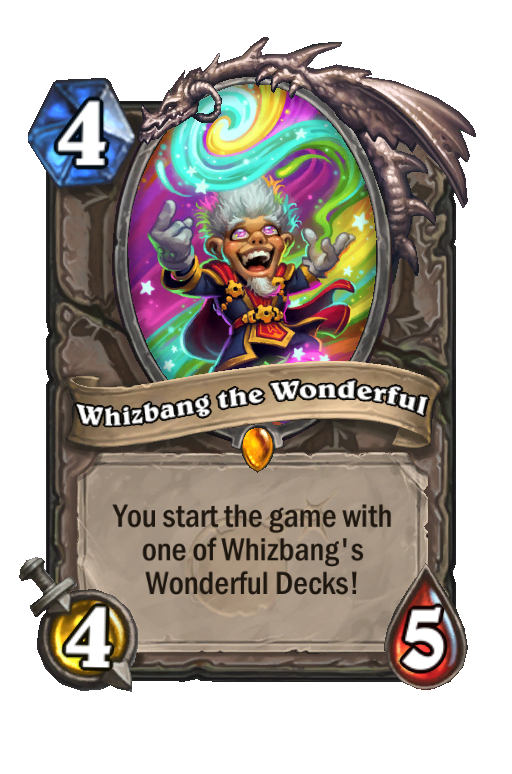 4
Whizbang the Wonderful
You start the game with
one of Whizbang's
Wonderful Decks!
4
5